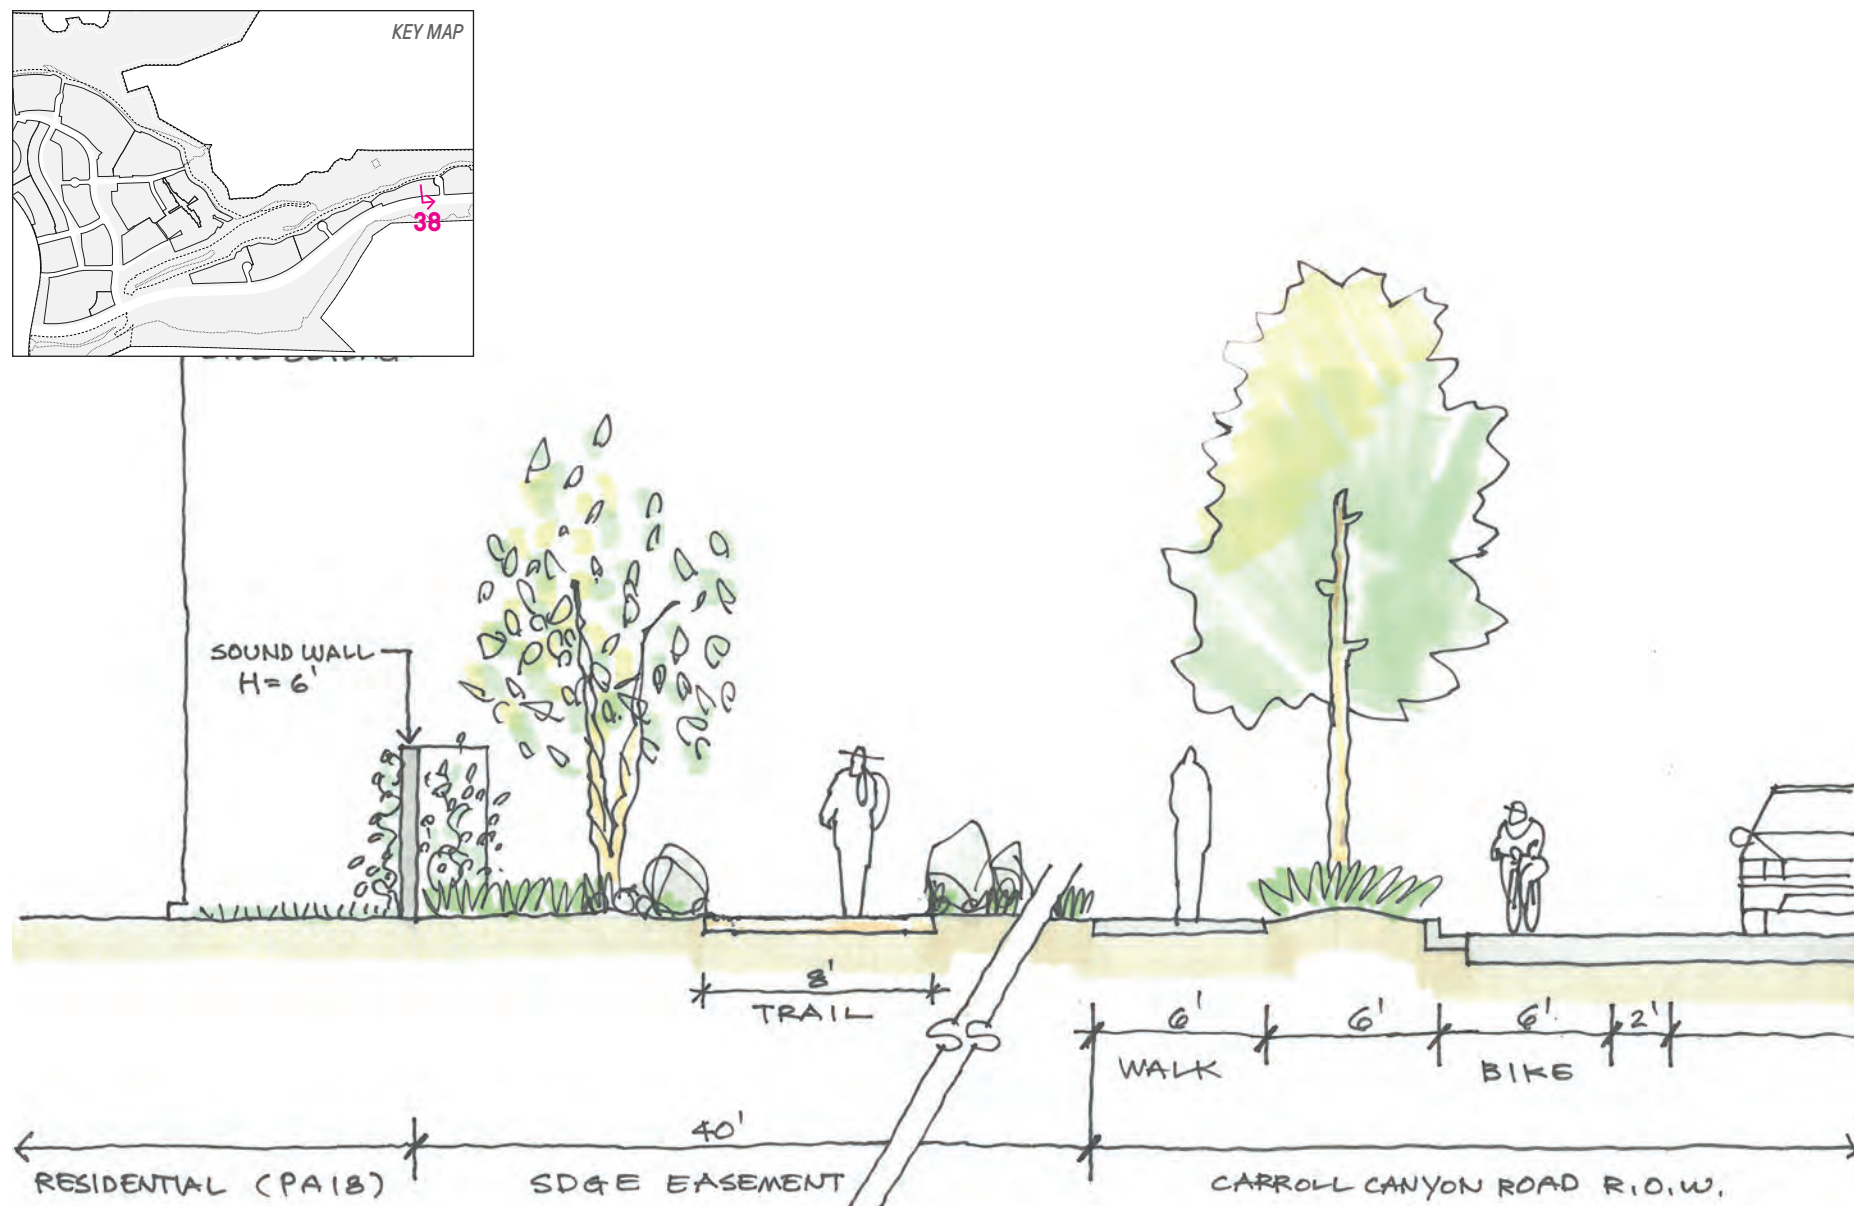 KEY MAP
38
SOUND WALL
H=6'
8'
TRAIL
6' 6' 6' 2'
WALK BIKE
40'
RESIDENTIAL (PA18) SDGE EASEMENT CARROLL CANYON ROAD R.O.W.